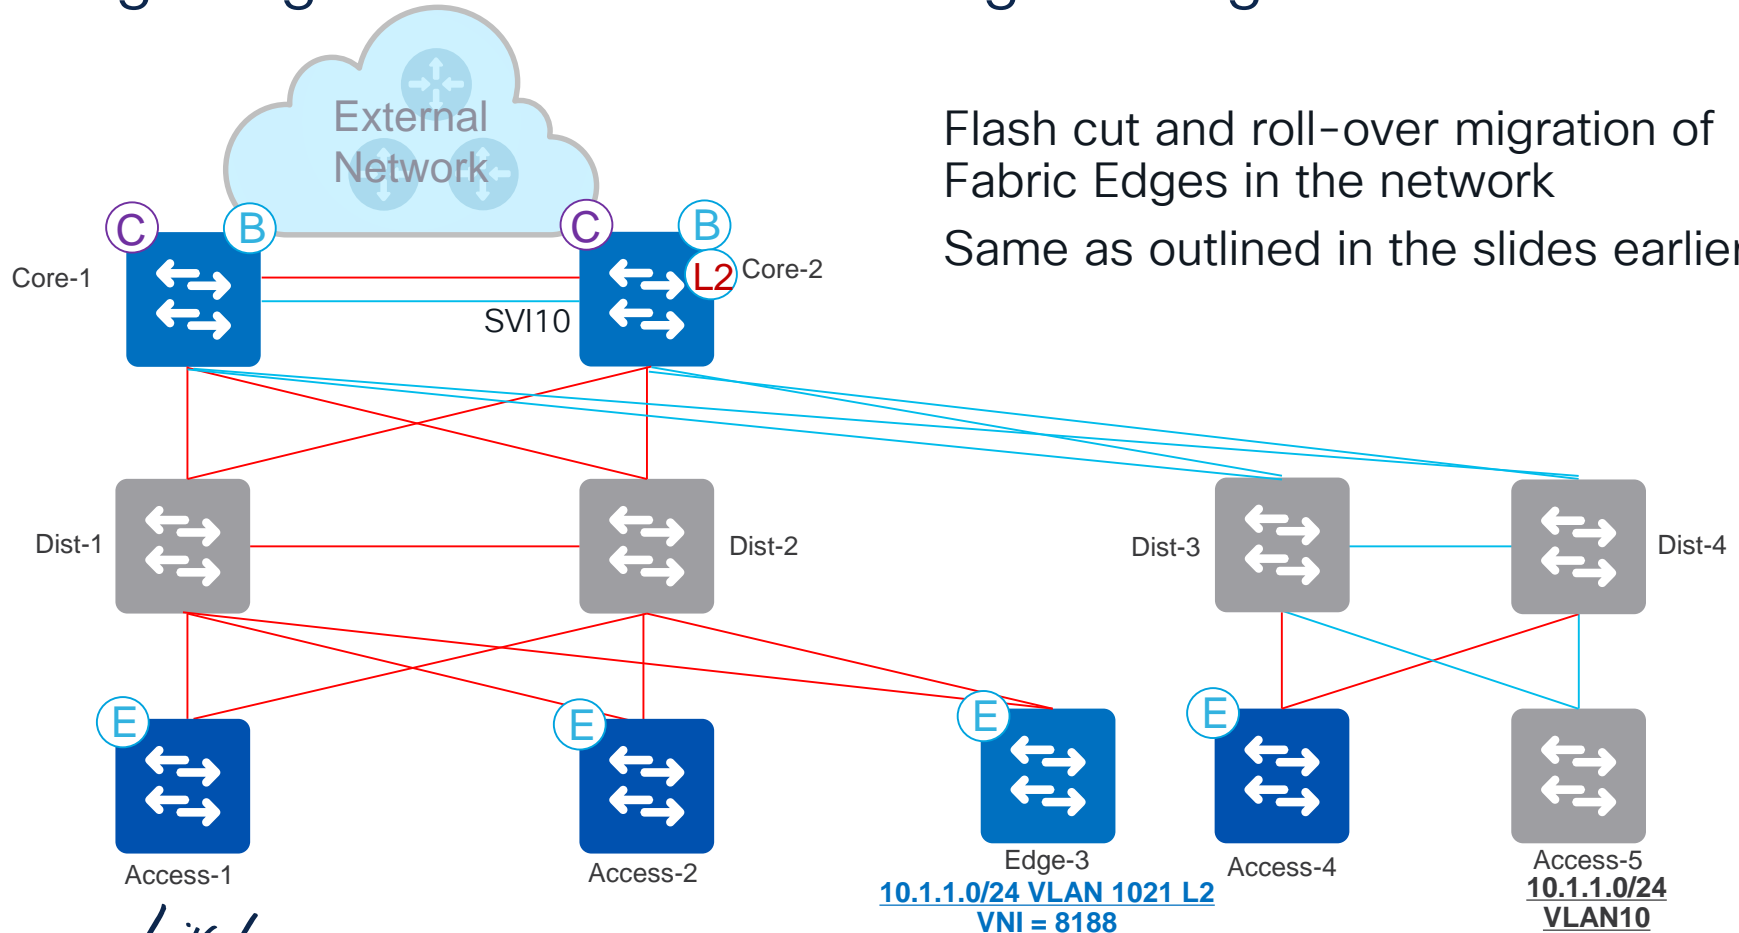 External
Network
Flash cut and roll-over migration of
Fabric Edges in the network
Same as outlined in the slides earlier
C
B
C
B
L2
Core-1
Core-2
SVI10
Dist-1
Dist-2
Dist-3
Dist-4
E
E
E
E
Access-1
Access-2
Edge-3
10.1.1.0/24 VLAN 1021 L2
VNI = 8188
Access-4
Access-5
10.1.1.0/24
VLAN10